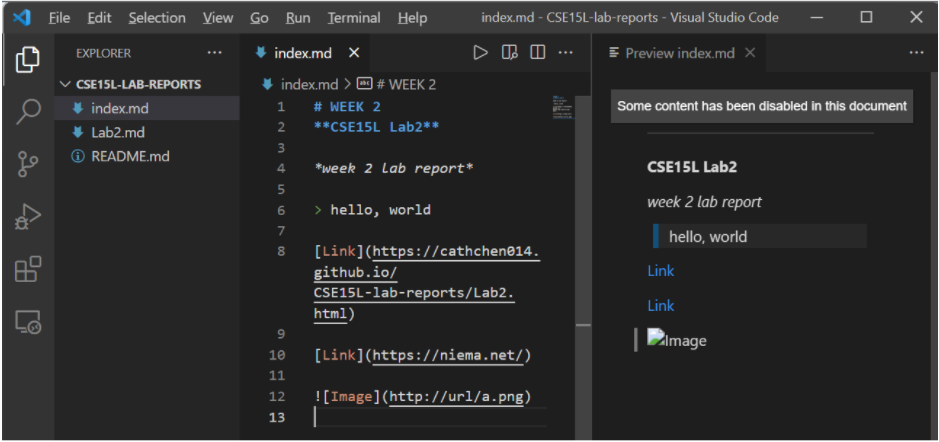 File Edit Selection View Go Run Terminal Help index.md - CSE15L-lab-reports - Visual Studio Code
EXPLORER ···
CSE15L-LAB-REPORTS
index.md
Lab2.md
README.md
index.md
index.md > # WEEK 2
1 # WEEK 2
2 **CSE15L Lab2**
3
4 *week 2 lab report*
5
6 > hello, world
7
8 [Link](https://cathchen014.
github.io/
CSE15L-lab-reports/Lab2.
html)
9
10 [Link](https://niema.net/)
11
12 ![Image](http://url/a.png)
13
Preview index.md
Some content has been disabled in this document
CSE15L Lab2
week 2 lab report
hello, world
Link
Link
Image